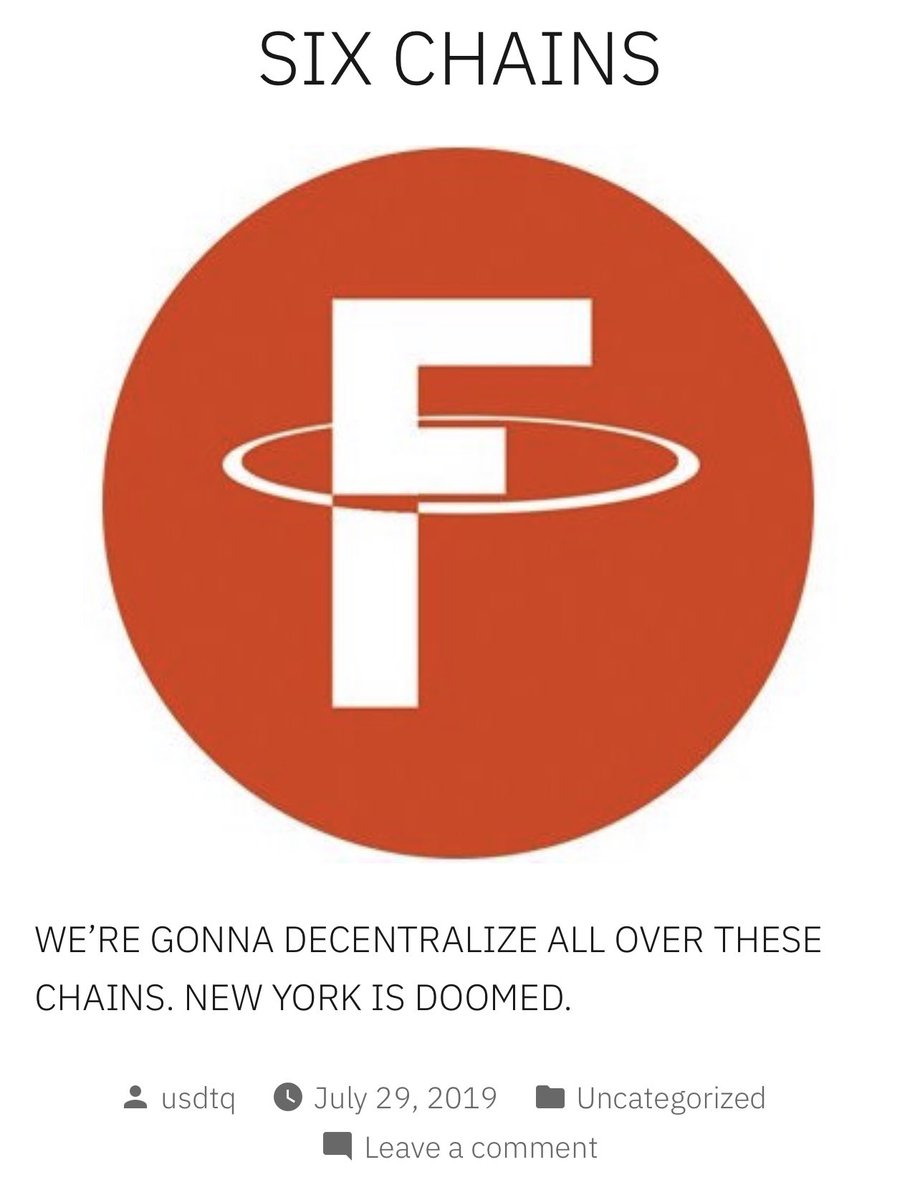 SIX CHAINS
F
WE’RE GONNA DECENTRALIZE ALL OVER THESE
CHAINS. NEW YORK IS DOOMED.
usdtq July 29, 2019 Uncategorized
Leave a comment